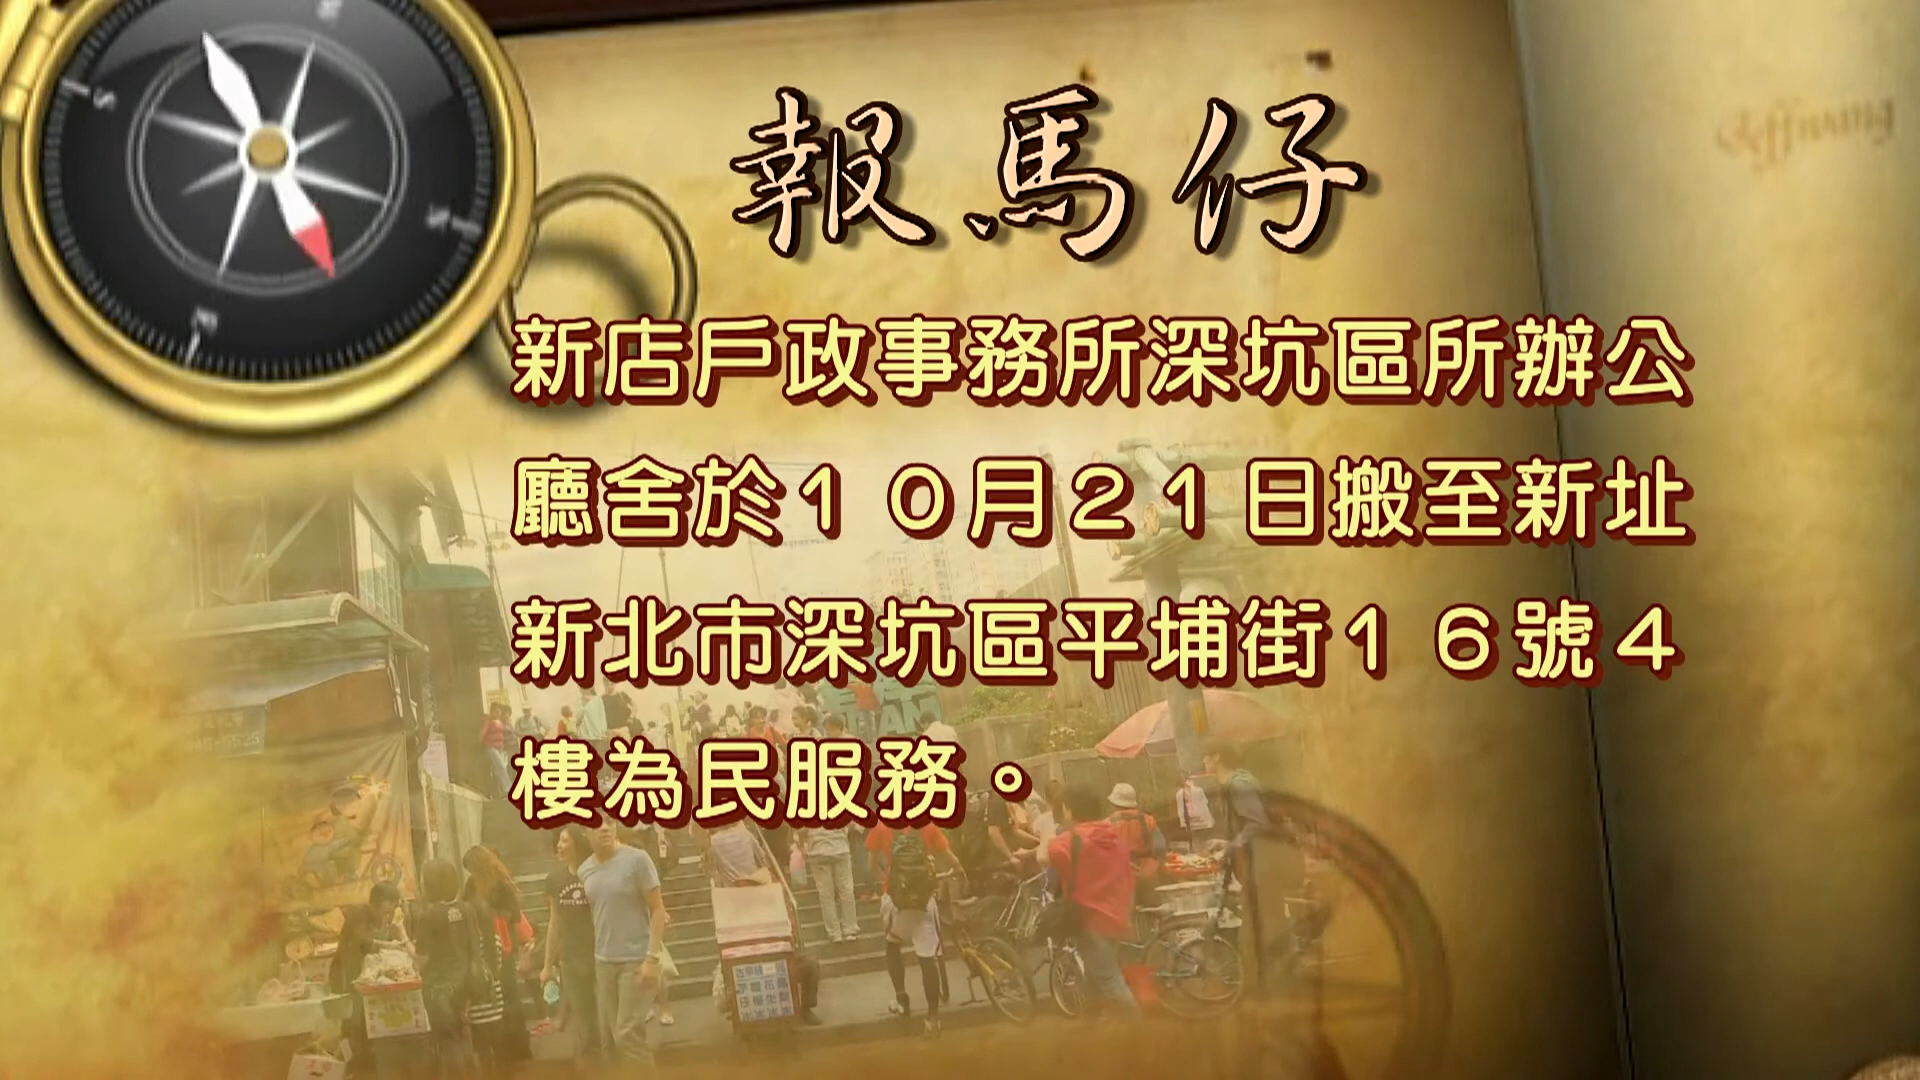 報馬仔
新店戶政事務所深坑區所辦公
廳舍於１０月２１日搬至新址
新北市深坑區平埔街１６號４
樓為民服務。